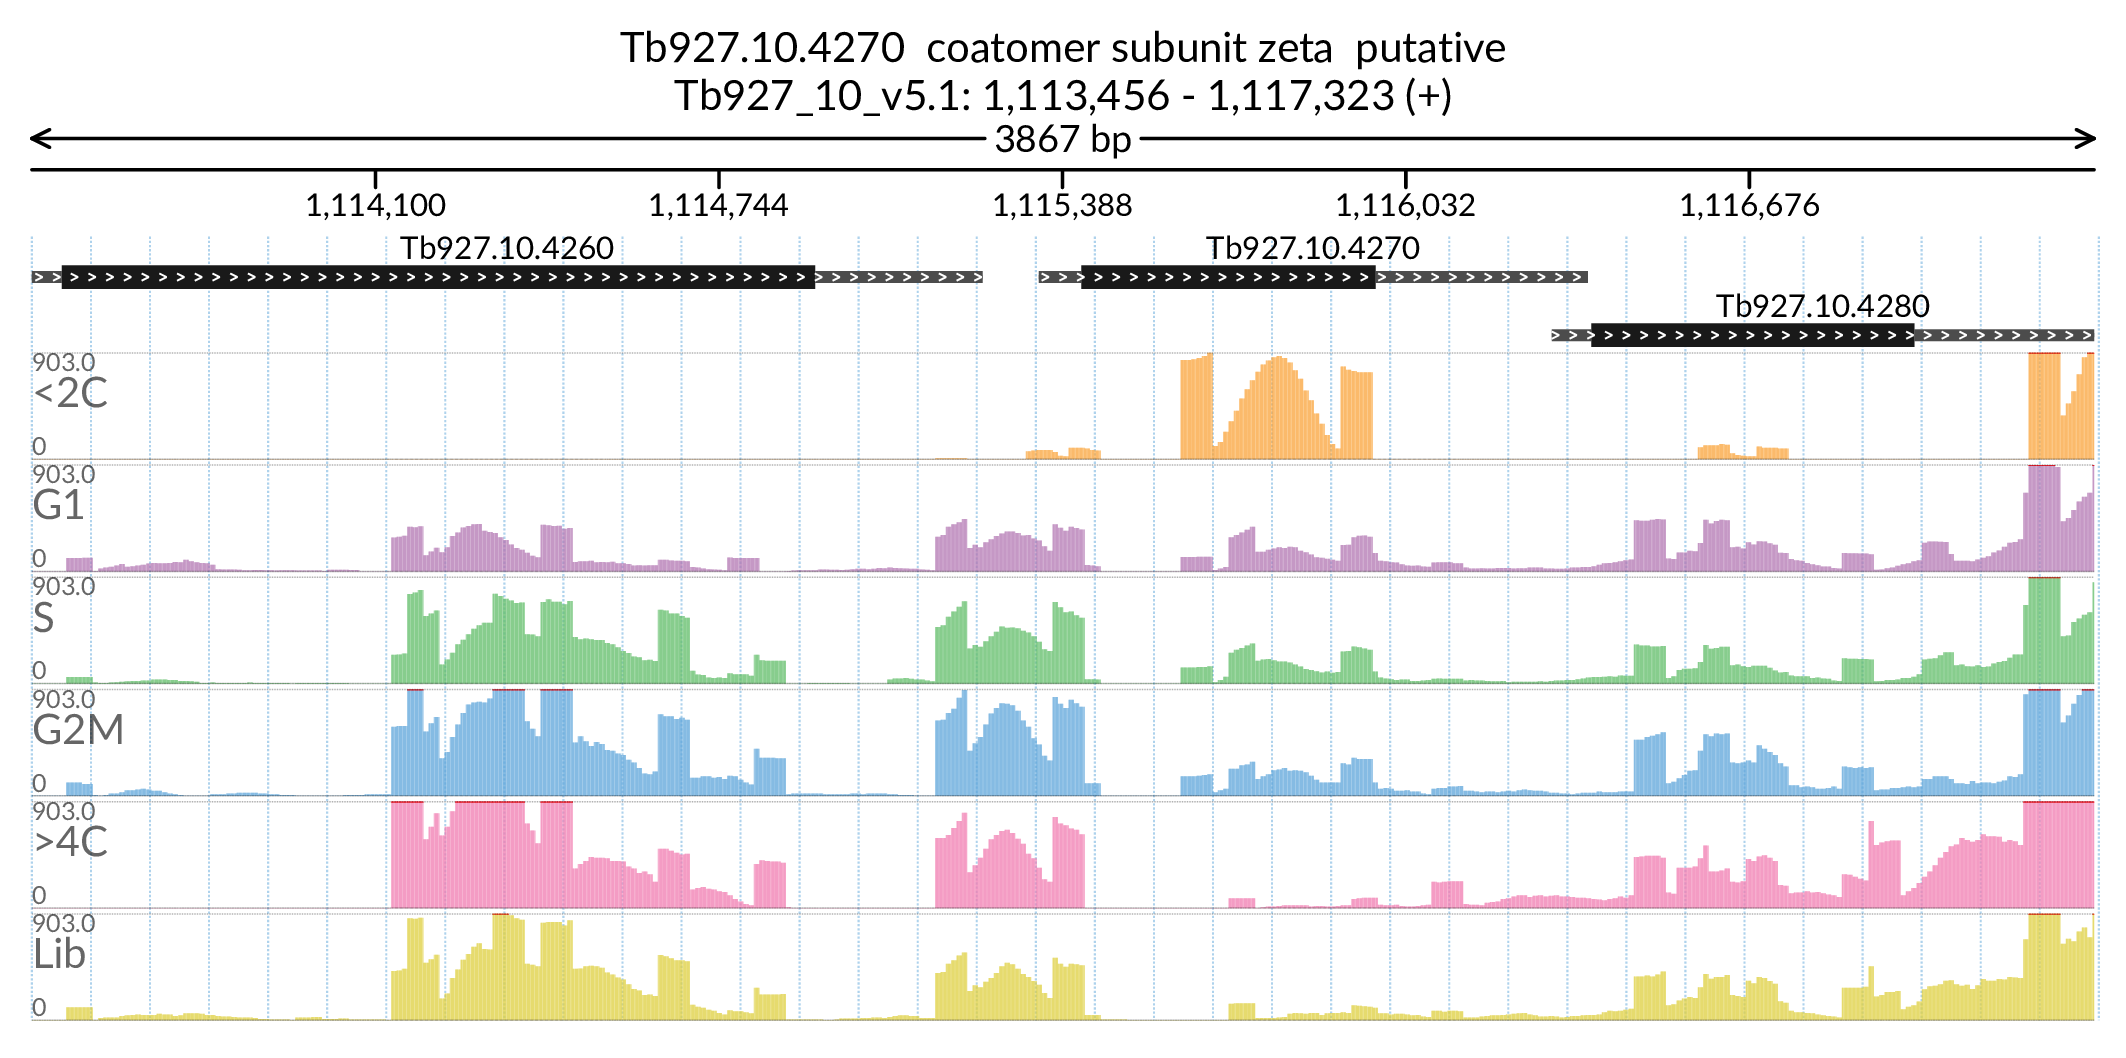 Tb927.10.4270  coatomer subunit zeta  putative
Tb927_10_v5.1: 1,113,456 - 1,117,323 (+)
3867 bp
1,114,100 1,114,744 1,115,388 1,116,032 1,116,676
Tb927.10.4260 Tb927.10.4270
Tb927.10.4280
903.0
<2C
0
903.0
G1
0
903.0
S
0
903.0
G2M
0
903.0
>4C
0
903.0
Lib
0